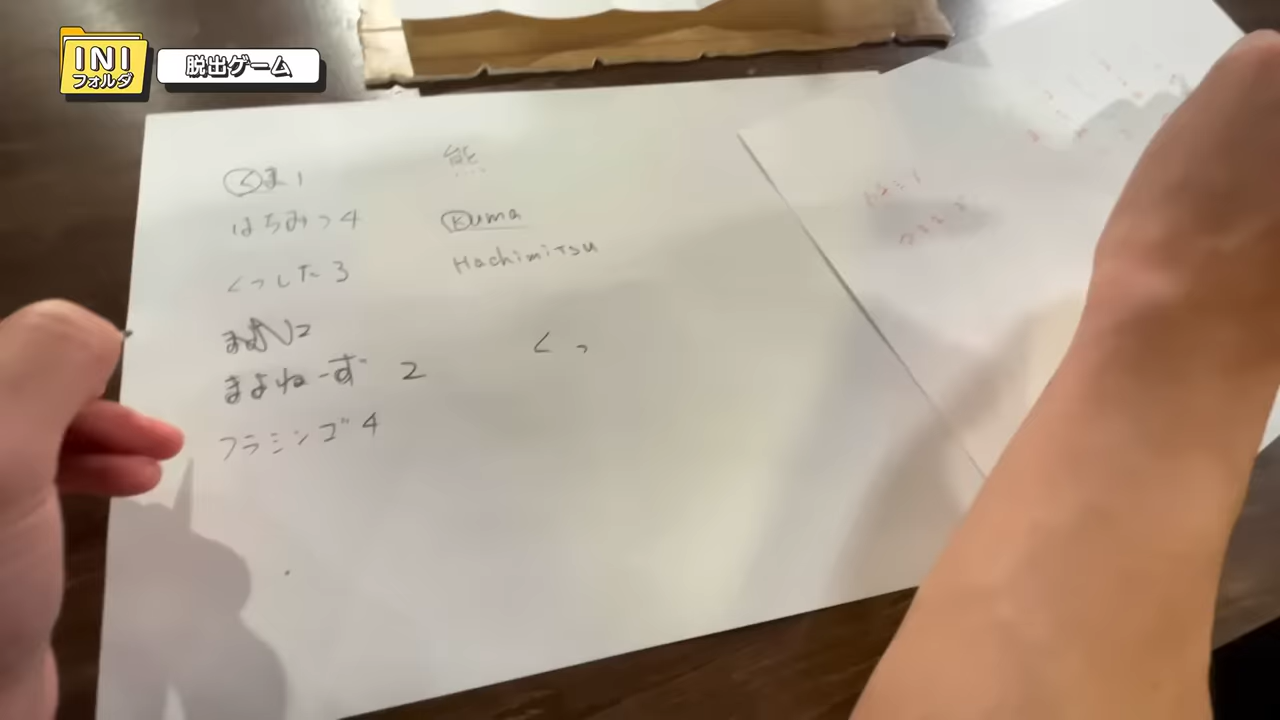 INI
フォルダ
脱出ゲーム
くま 1
はちみつ 4
くつした 3
まよねーず 2
フラミンゴ 4
能
Kuma
Hachimitsu
くつ